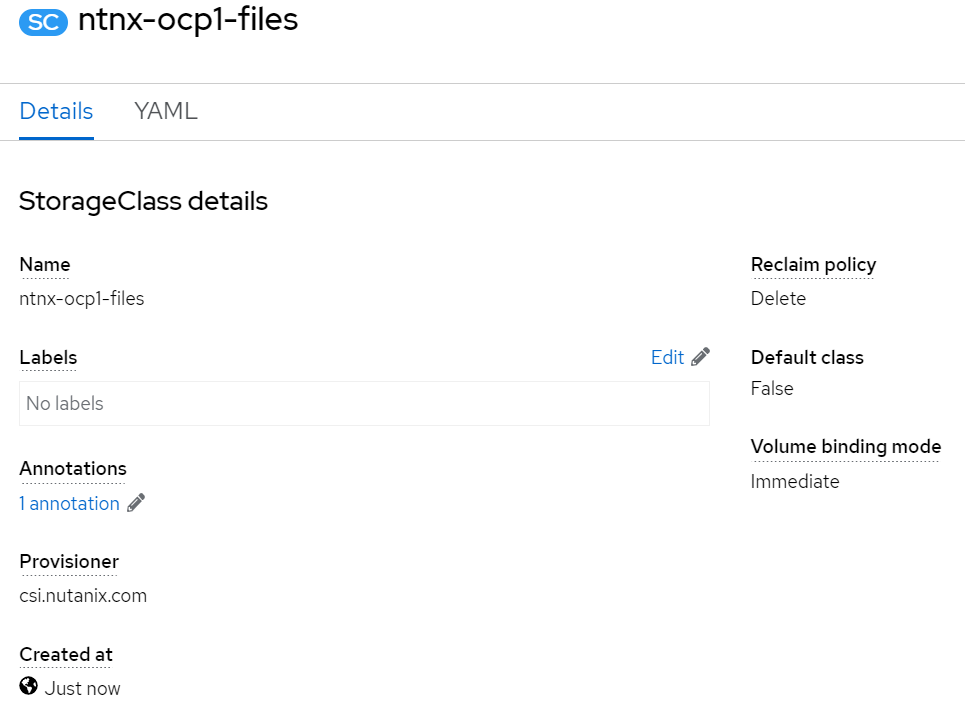 SC ntnx-ocp1-files
Details YAML
StorageClass details
Name
ntnx-ocp1-files
Labels
Edit
No labels
Annotations
1 annotation
Provisioner
csi.nutanix.com
Created at
Just now
Reclaim policy
Delete
Default class
False
Volume binding mode
Immediate